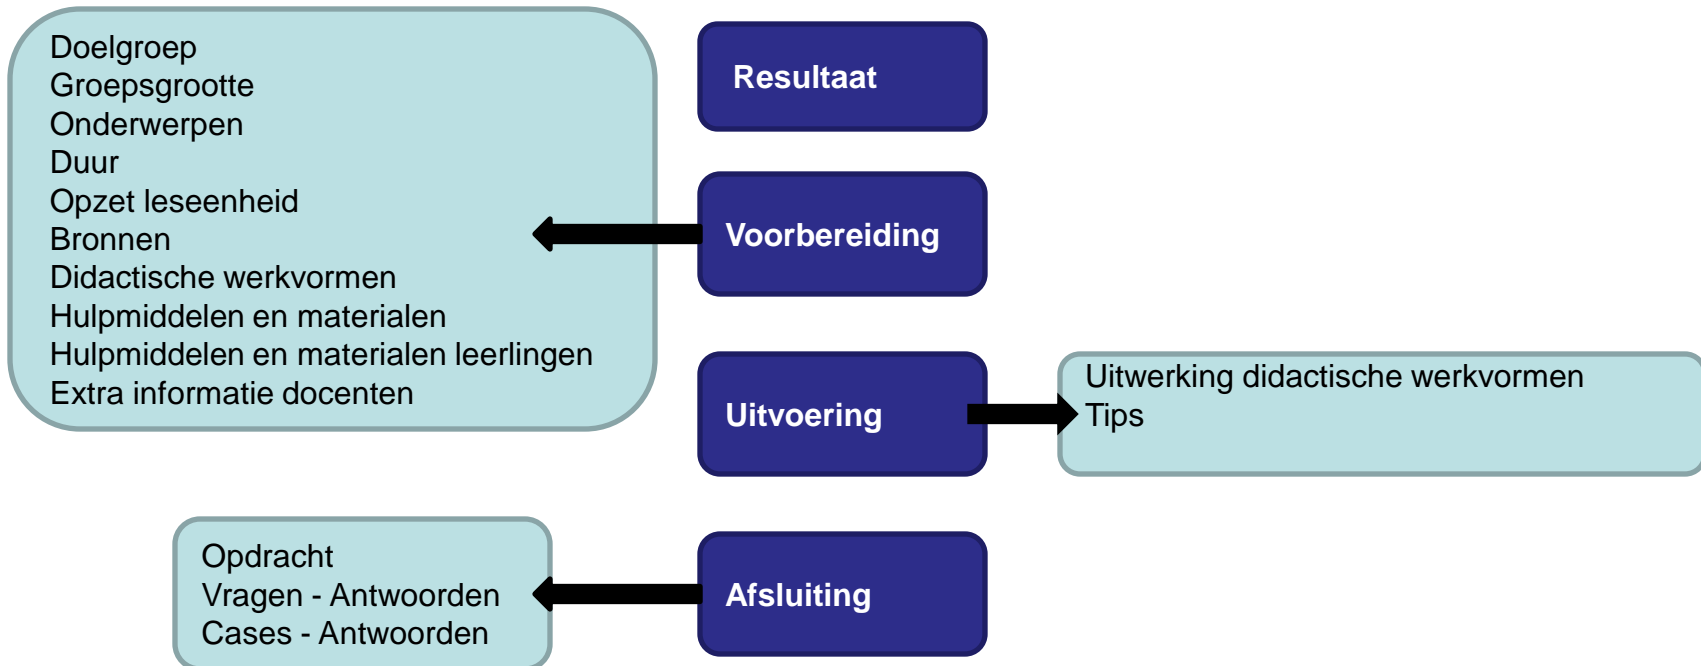 Doelgroep
Groepsgrootte
Onderwerpen
Duur
Opzet leseenheid
Bronnen
Didactische werkvormen
Hulpmiddelen en materialen
Hulpmiddelen en materialen leerlingen
Extra informatie docenten
Resultaat
Voorbereiding
Uitvoering
Uitwerking didactische werkvormen
Tips
Opdracht
Vragen - Antwoorden
Cases - Antwoorden
Afsluiting